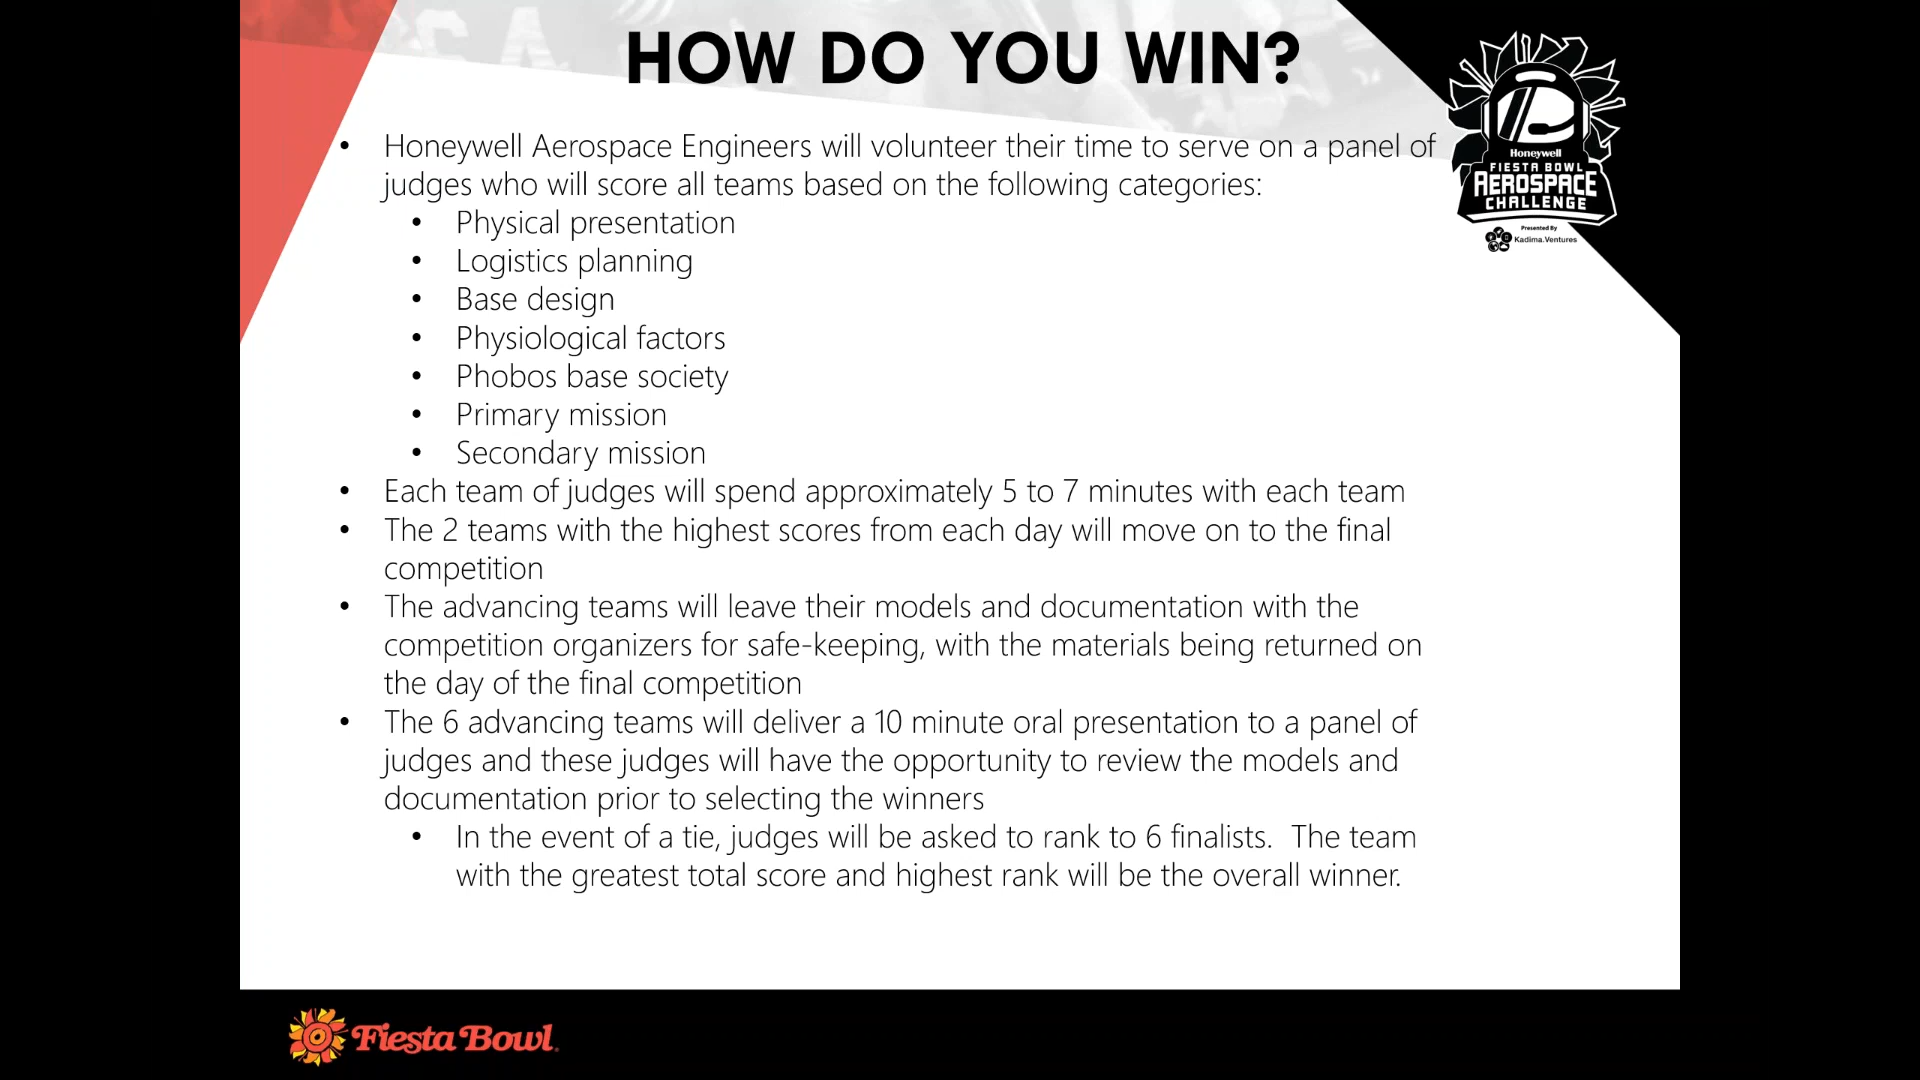 HOW DO YOU WIN?
• Honeywell Aerospace Engineers will volunteer their time to serve on a panel of
judges who will score all teams based on the following categories:
• Physical presentation
• Logistics planning
• Base design
• Physiological factors
• Phobos base society
• Primary mission
• Secondary mission
• Each team of judges will spend approximately 5 to 7 minutes with each team
• The 2 teams with the highest scores from each day will move on to the final
competition
• The advancing teams will leave their models and documentation with the
competition organizers for safe-keeping, with the materials being returned on
the day of the final competition
• The 6 advancing teams will deliver a 10 minute oral presentation to a panel of
judges and these judges will have the opportunity to review the models and
documentation prior to selecting the winners
• In the event of a tie, judges will be asked to rank to 6 finalists.  The team
with the greatest total score and highest rank will be the overall winner.
Honeywell
FIESTA BOWL
AEROSPACE
CHALLENGE
Presented By
Kadima.Ventures
Fiesta Bowl